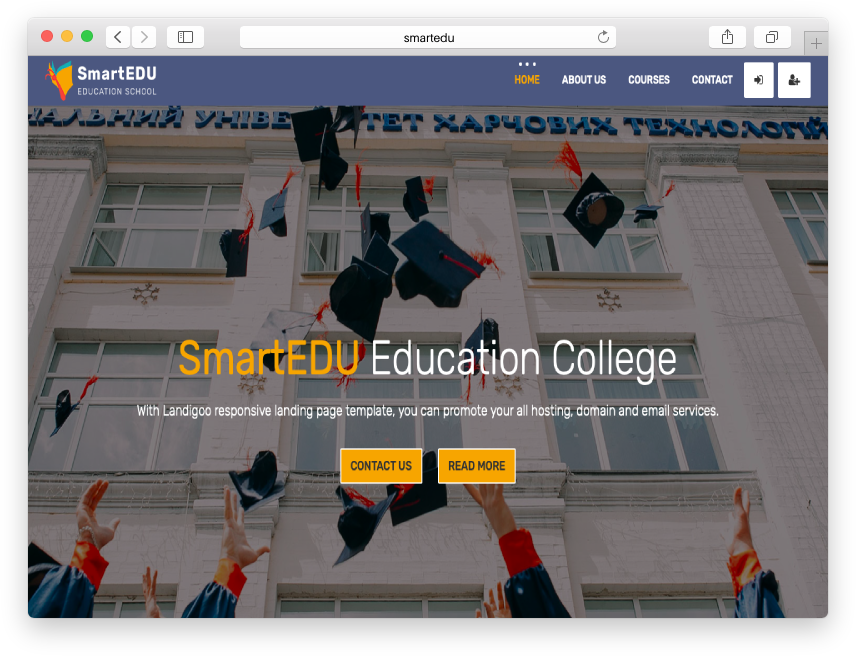 smartedu
SmartEDU
EDUCATION SCHOOL
HOME
ABOUT US
COURSES
CONTACT
НАЛЬНИЙ УНІВЕ ТЕТ ХАРЧОВИХ ТЕХНОЛОГІЙ
SmartEDU Education College
With Landigoo responsive landing page template, you can promote your all hosting, domain and email services.
CONTACT US
READ MORE